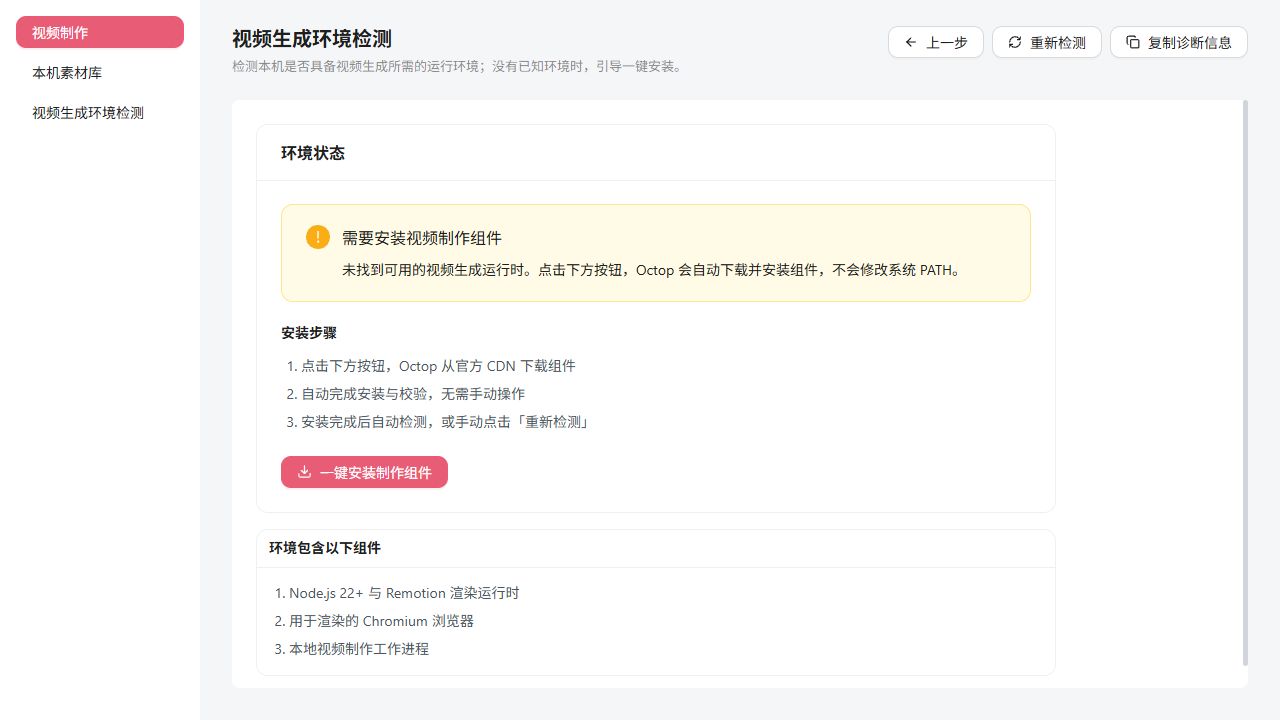 视频制作
本机素材库
视频生成环境检测
视频生成环境检测
检测本机是否具备视频生成所需的运行环境；没有已知环境时，引导一键安装。
上一步
重新检测
复制诊断信息
环境状态
需要安装视频制作组件
未找到可用的视频生成运行时。点击下方按钮，Octop 会自动下载并安装组件，不会修改系统 PATH。
安装步骤
1. 点击下方按钮，Octop 从官方 CDN 下载组件
2. 自动完成安装与校验，无需手动操作
3. 安装完成后自动检测，或手动点击「重新检测」
一键安装制作组件
环境包含以下组件
1. Node.js 22+ 与 Remotion 渲染运行时
2. 用于渲染的 Chromium 浏览器
3. 本地视频制作工作进程